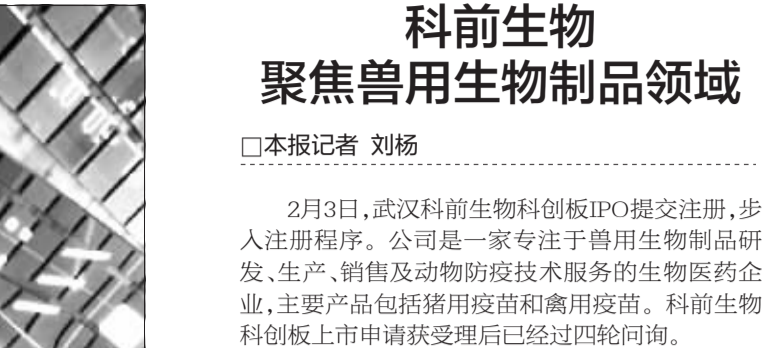 科前生物
聚焦兽用生物制品领域
□本报记者 刘杨
2月3日,武汉科前生物科创板IPO提交注册,步
入注册程序。公司是一家专注于兽用生物制品研
发、生产、销售及动物防疫技术服务的生物医药企
业,主要产品包括猪用疫苗和禽用疫苗。科前生物
科创板上市申请获受理后已经过四轮问询。